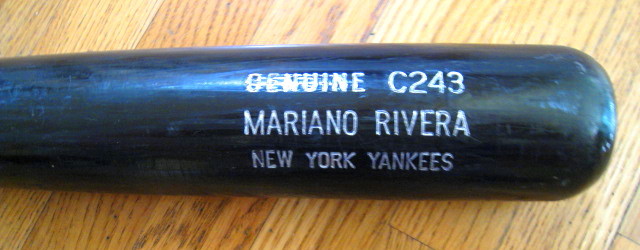 GENUINE C243
MARIANO RIVERA
NEW YORK YANKEES